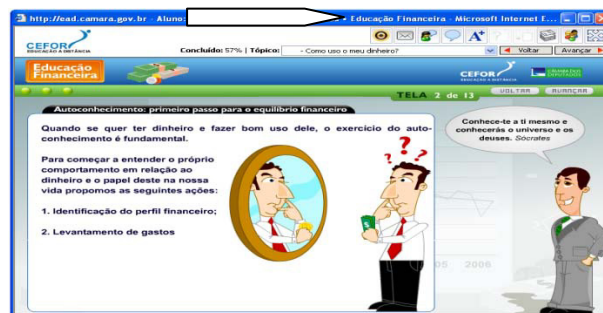 http://ead.camara.gov.br - Aluno: - Educação Financeira - Microsoft Internet E...
CEFOR
EDUCAÇÃO A DISTÂNCIA
Concluído: 57% | Tópico: - Como uso o meu dinheiro?
Voltar
Avançar
Educação
Financeira
CEFOR
CÂMARA DOS
DEPUTADOS
TELA 2 de 13
VOLTAR
AVANÇAR
Autoconhecimento: primeiro passo para o equilíbrio financeiro
Quando se quer ter dinheiro e fazer bom uso dele, o exercício do auto-
conhecimento é fundamental.
Para começar a entender o próprio
comportamento em relação ao
dinheiro e o papel deste na nossa
vida propomos as seguintes ações:
1. Identificação do perfil financeiro;
2. Levantamento de gastos
???
Conhece-te a ti mesmo e
conhecerás o universo e os
deuses. Sócrates
05 2006